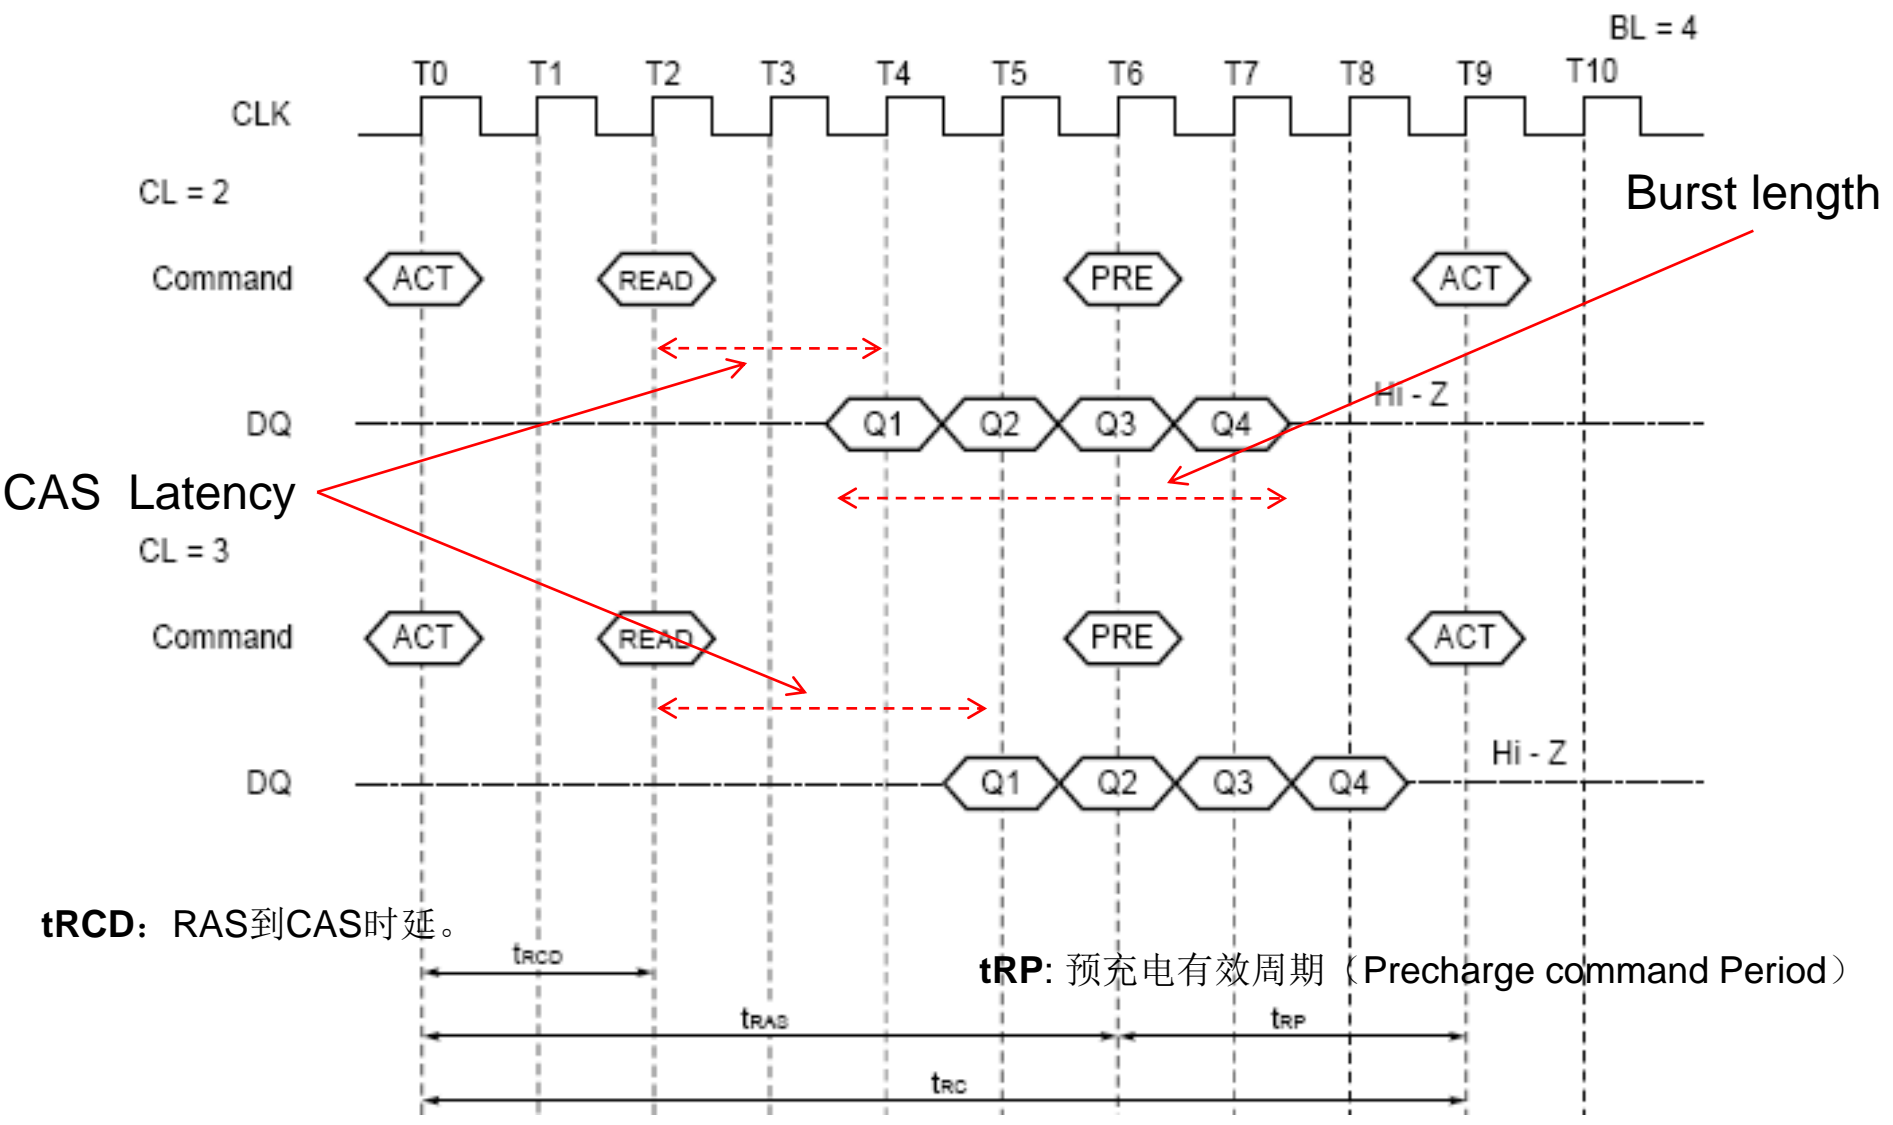 BL = 4
T0 T1 T2 T3 T4 T5 T6 T7 T8 T9 T10
CLK
CL = 2
Burst length
Command ACT READ PRE ACT
Hi - Z
DQ Q1 Q2 Q3 Q4
CAS Latency
CL = 3
Command ACT READ PRE ACT
Hi - Z
DQ Q1 Q2 Q3 Q4
tRCD：RAS到CAS时延。
tRCD
tRP: 预充电有效周期（Precharge command Period）
tRAS tRP
tRC